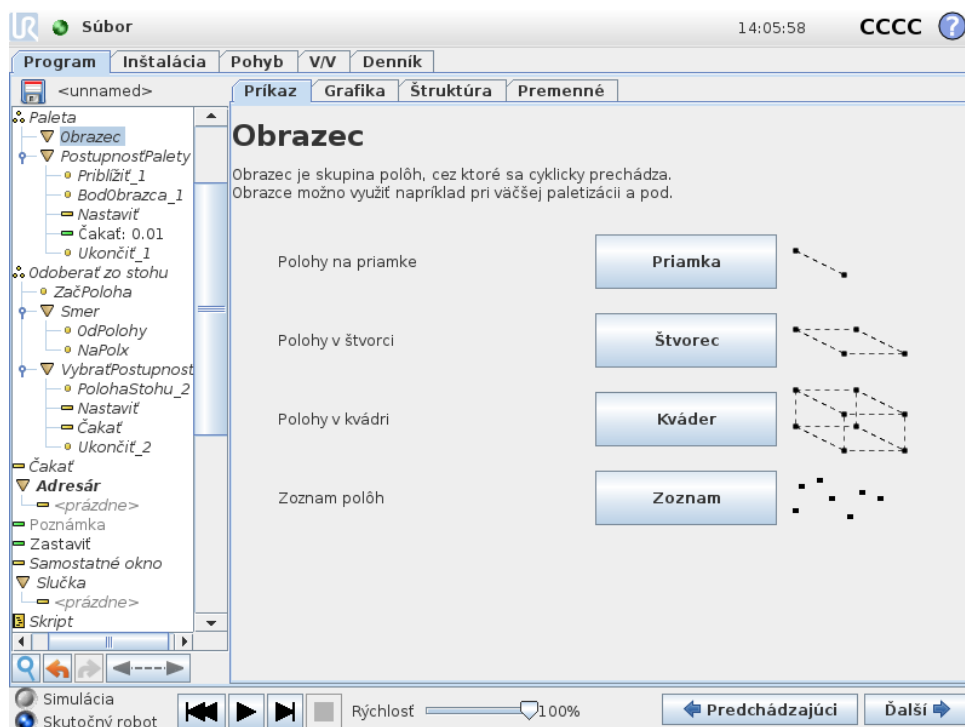 UR Súbor 14:05:58 CCCC ?
Program Inštalácia Pohyb V/V Denník
<unnamed> Príkaz Grafika Štruktúra Premenné
Paleta
Obrazec
PostupnosťPalety
Priblížiť_1
BodObrazca_1
Nastaviť
Čakať: 0.01
Ukončiť_1
Odoberať zo stohu
ZačPoloha
Smer
OdPolohy
NaPolx
VybraťPostupnost
PolohaStohu_2
Nastaviť
Čakať
Ukončiť_2
Čakať
Adresár
<prázdne>
Poznámka
Zastaviť
Samostatné okno
Slučka
<prázdne>
Skript
Obrazec
Obrazec je skupina polôh, cez ktoré sa cyklicky prechádza.
Obrazce možno využiť napríklad pri väčšej paletizácii a pod.
Polohy na priamke Priamka
Polohy v štvorci Štvorec
Polohy v kvádri Kváder
Zoznam polôh Zoznam
Simulácia
Skutočný robot
Rýchlosť 100% Predchádzajúci Ďalší